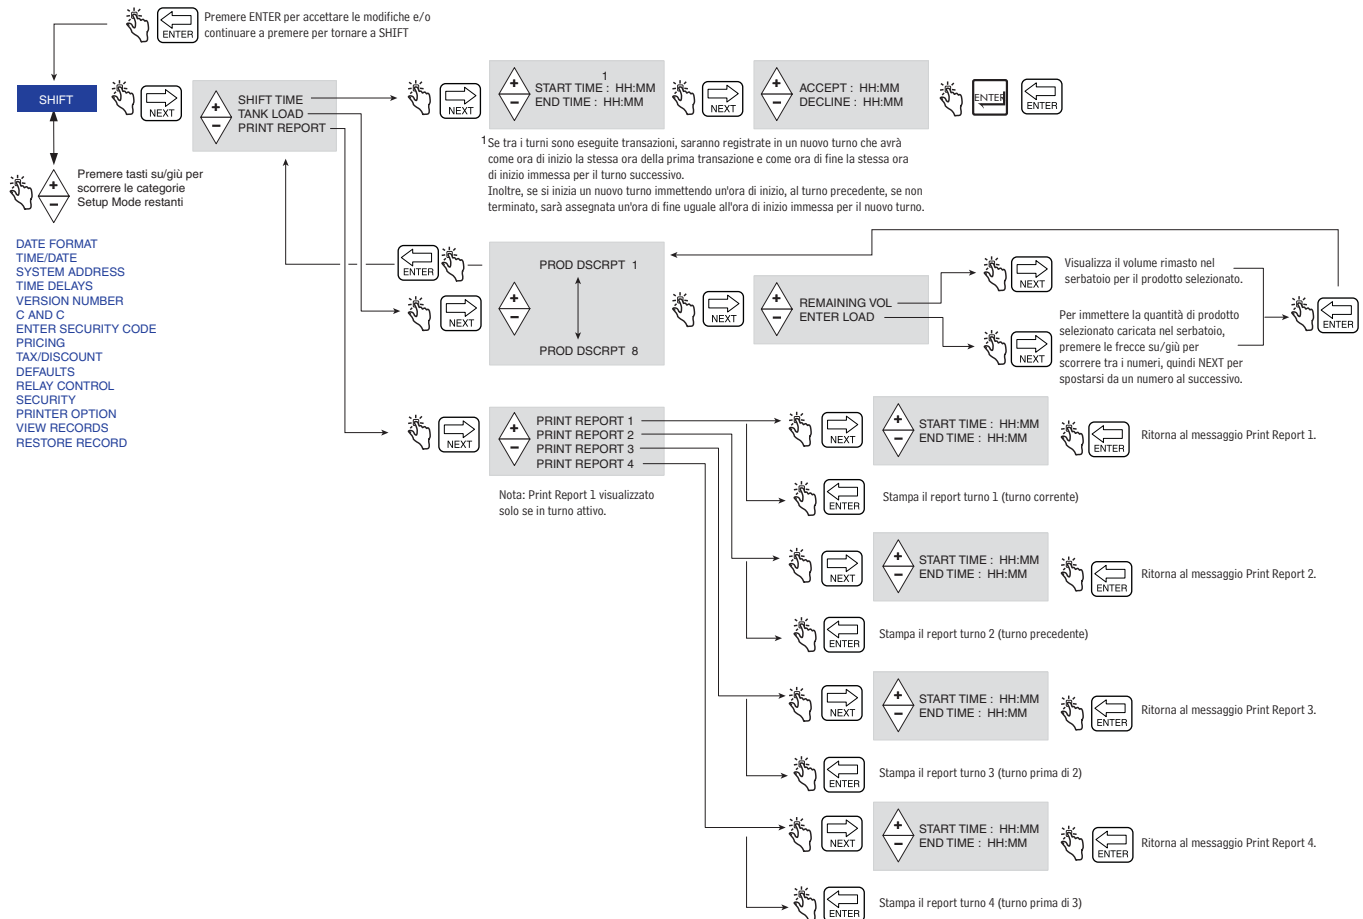 Premere ENTER per accettare le modifiche e/o
continuare a premere per tornare a SHIFT
ENTER
SHIFT
NEXT
SHIFT TIME
TANK LOAD
PRINT REPORT
+
-
NEXT
1
START TIME : HH:MM
END TIME : HH:MM
+
-
NEXT
ACCEPT : HH:MM
DECLINE : HH:MM
+
-
ENTER
ENTER
1 Se tra i turni sono eseguite transazioni, saranno registrate in un nuovo turno che avrà
come ora di inizio la stessa ora della prima transazione e come ora di fine la stessa ora
di inizio immessa per il turno successivo.
Inoltre, se si inizia un nuovo turno immettendo un'ora di inizio, al turno precedente, se non
terminato, sarà assegnata un'ora di fine uguale all'ora di inizio immessa per il nuovo turno.
Premere tasti su/giù per
scorrere le categorie
Setup Mode restanti
+
-
DATE FORMAT
TIME/DATE
SYSTEM ADDRESS
TIME DELAYS
VERSION NUMBER
C AND C
ENTER SECURITY CODE
PRICING
TAX/DISCOUNT
DEFAULTS
RELAY CONTROL
SECURITY
PRINTER OPTION
VIEW RECORDS
RESTORE RECORD
ENTER
NEXT
PROD DSCRPT 1
+
-
PROD DSCRPT 8
NEXT
REMAINING VOL
ENTER LOAD
+
-
NEXT
Visualizza il volume rimasto nel
serbatoio per il prodotto selezionato.
NEXT
Per immettere la quantità di prodotto
selezionato caricata nel serbatoio,
premere le frecce su/giù per
scorrere tra i numeri, quindi NEXT per
spostarsi da un numero al successivo.
ENTER
NEXT
PRINT REPORT 1
PRINT REPORT 2
PRINT REPORT 3
PRINT REPORT 4
+
-
Nota: Print Report 1 visualizzato
solo se in turno attivo.
NEXT
START TIME : HH:MM
END TIME : HH:MM
+
-
ENTER
Ritorna al messaggio Print Report 1.
ENTER
Stampa il report turno 1 (turno corrente)
NEXT
START TIME : HH:MM
END TIME : HH:MM
+
-
ENTER
Ritorna al messaggio Print Report 2.
ENTER
Stampa il report turno 2 (turno precedente)
NEXT
START TIME : HH:MM
END TIME : HH:MM
+
-
ENTER
Ritorna al messaggio Print Report 3.
ENTER
Stampa il report turno 3 (turno prima di 2)
NEXT
START TIME : HH:MM
END TIME : HH:MM
+
-
ENTER
Ritorna al messaggio Print Report 4.
ENTER
Stampa il report turno 4 (turno prima di 3)